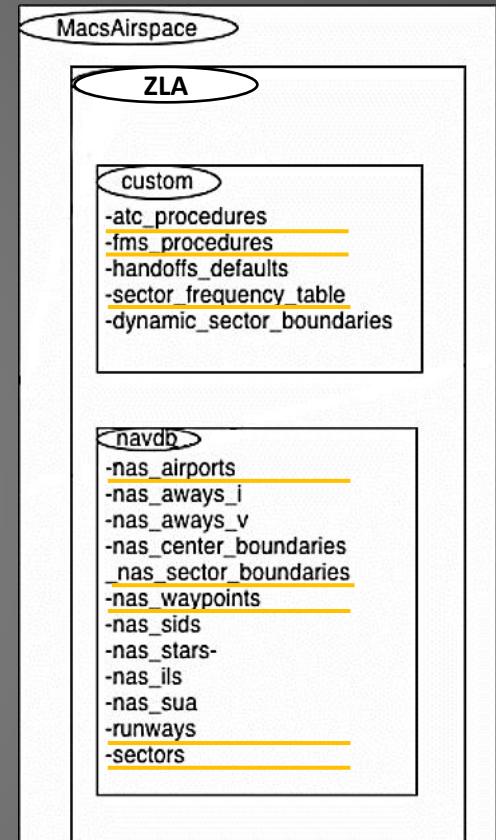 MacsAirspace
ZLA
custom
-atc_procedures
-fms_procedures
-handoffs_defaults
-sector_frequency_table
-dynamic_sector_boundaries
navdb
-nas_airports
-nas_aways_i
-nas_aways_v
-nas_center_boundaries
_nas_sector_boundaries
-nas_waypoints
-nas_sids
-nas_stars-
-nas_ils
-nas_sua
-runways
-sectors